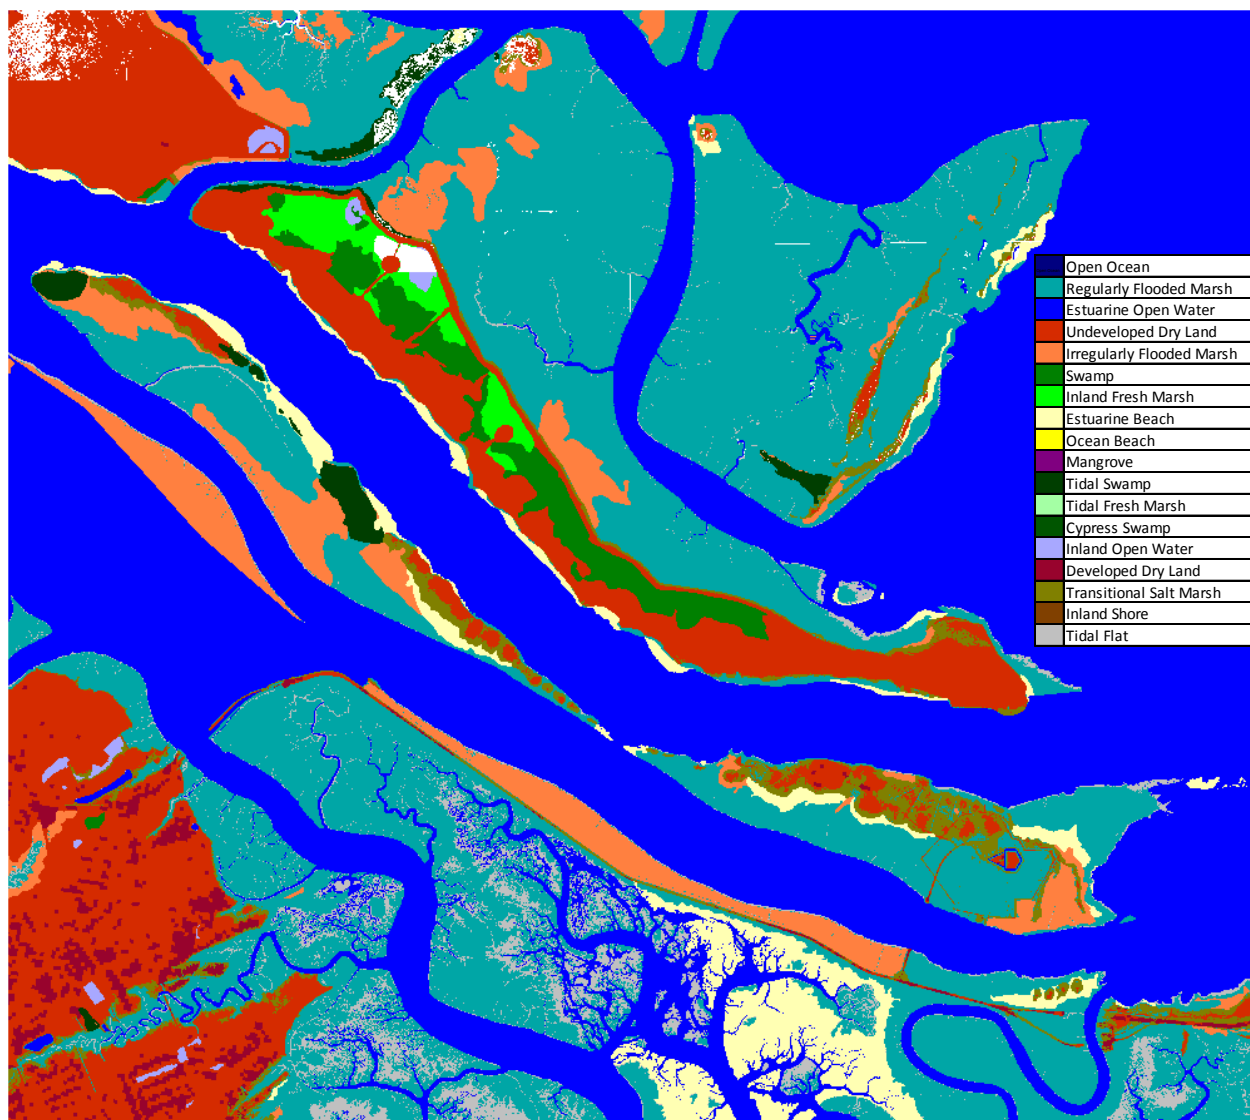 Open Ocean
Regularly Flooded Marsh
Estuarine Open Water
Undeveloped Dry Land
Irregularly Flooded Marsh
Swamp
Inland Fresh Marsh
Estuarine Beach
Ocean Beach
Mangrove
Tidal Swamp
Tidal Fresh Marsh
Cypress Swamp
Inland Open Water
Developed Dry Land
Transitional Salt Marsh
Inland Shore
Tidal Flat